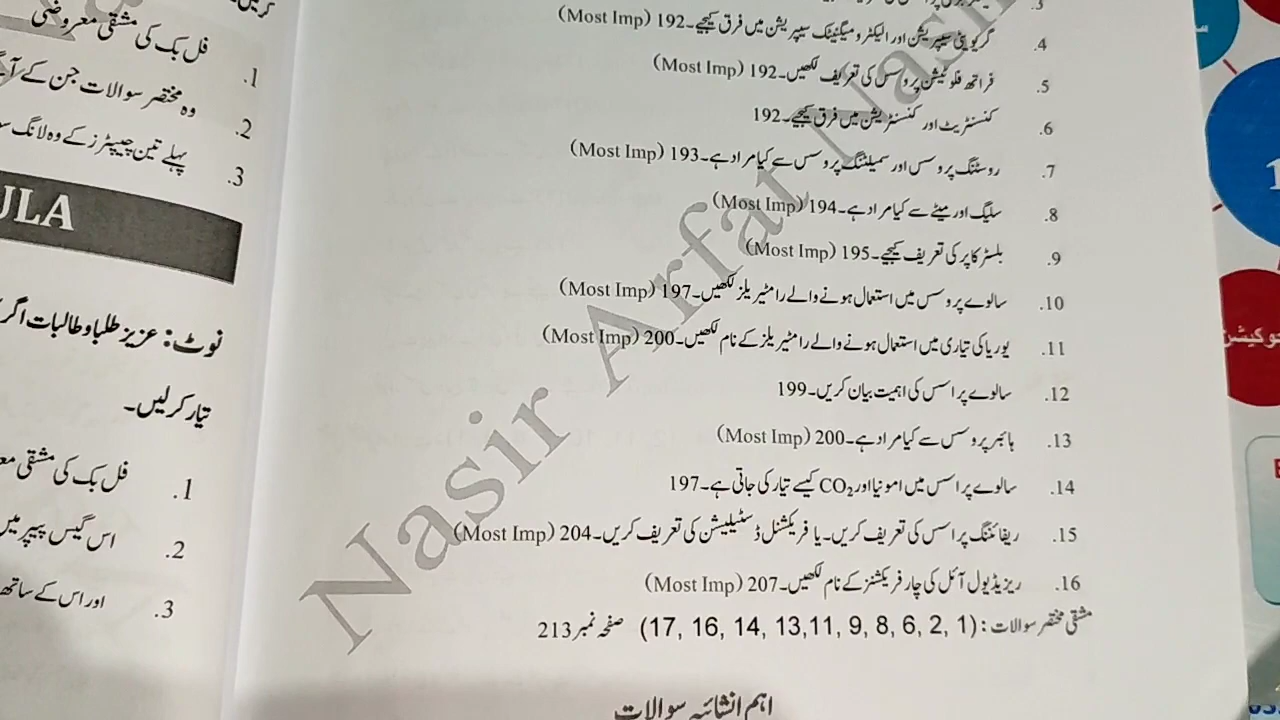 4. گریویٹی سیپریشن اور الیکٹرومیگنیٹک سیپریشن میں فرق کیجیے۔192 (Most Imp)
5. فراتھ فلوٹیشن پروسس کی تعریف لکھیں۔192 (Most Imp)
6. کنسنٹریٹ اور کنسنٹریشن میں فرق کیجیے۔192
7. روسٹنگ پروسس اور سمیلٹنگ پروسس سے کیا مراد ہے۔193 (Most Imp)
8. سلیگ اور میٹے سے کیا مراد ہے۔194 (Most Imp)
9. بلسٹر کاپر کی تعریف کیجیے۔195 (Most Imp)
10. سالوے پروسس میں استعمال ہونے والے رامٹیریلز لکھیں۔197 (Most Imp)
11. یوریا کی تیاری میں استعمال ہونے والے رامٹیریلز کے نام لکھیں۔200 (Most Imp)
12. سالوے پراسس کی اہمیت بیان کریں۔199
13. ہابر پروسس سے کیا مراد ہے۔200 (Most Imp)
14. سالوے پراسس میں امونیا اور CO₂ کیسے تیار کی جاتی ہے۔197
15. ریفائننگ پراسس کی تعریف کریں۔ یا فریکشنل ڈسٹیلیشن کی تعریف کریں۔204 (Most Imp)
16. ریزیڈیول آئل کی چار فریکشنز کے نام لکھیں۔207 (Most Imp)
مشقی مختصر سوالات: (1 ,2 ,6 ,8 ,9 ,11 ,13 ,14 ,16 ,17) صفحہ نمبر 213
اہم انشائیہ سوالات
Nasir Arfat Nasir
1. فل بک کی مشقی معروضی
2. وہ مختصر سوالات جن کے
3. پہلے تین چیپٹرز کے وہ لانگ
ULA
نوٹ: عزیز طلبا و طالبات اگر
تیار کر لیں۔
1. فل بک کی مشقی
2. اس گیس پیپر میں
3. اور اس کے ساتھ